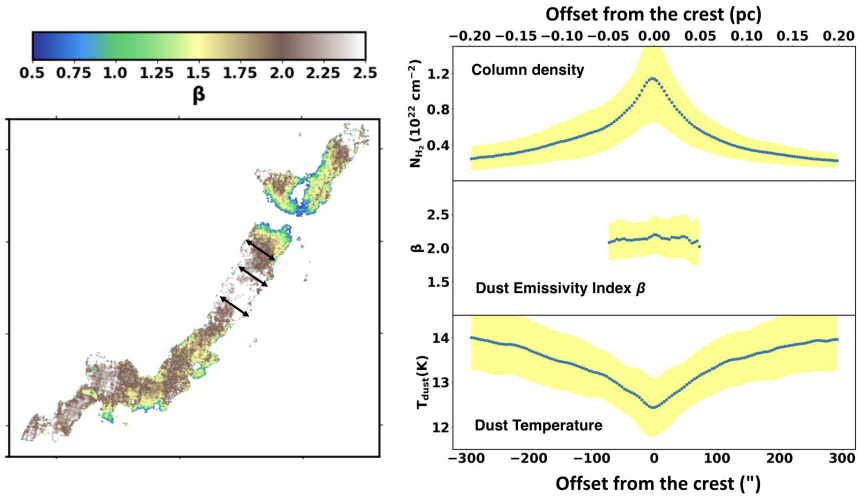 0.5 0.75 1.0 1.25 1.5 1.75 2.0 2.25 2.5
β
Offset from the crest (pc)
−0.20 −0.15 −0.10 −0.05 0.00 0.05 0.10 0.15 0.20
Column density
N_H₂ (10²² cm⁻²)
1.2
0.8
0.4
β
2.5
2.0
1.5
Dust Emissivity Index β
T_dust(K)
14
13
12
Dust Temperature
−300 −200 −100 0 100 200 300
Offset from the crest (")